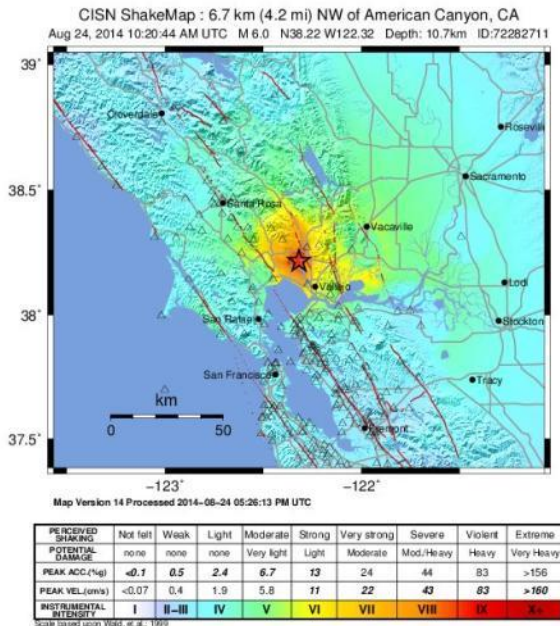 CISN ShakeMap : 6.7 km (4.2 mi) NW of American Canyon, CA
Aug 24, 2014 10:20:44 AM UTC M 6.0 N38.22 W122.32 Depth: 10.7km ID:72282711
39°
Cloverdale
Roseville
38.5°
Sacramento
Santa Rosa
Vacaville
38°
Vallejo
Lodi
San Rafael
Stockton
San Francisco
Tracy
km
0 50
Fremont
37.5°
-123° -122°
Map Version 14 Processed 2014-08-24 05:26:13 PM UTC
PERCEIVED SHAKING Not felt Weak Light Moderate Strong Very strong Severe Violent Extreme
POTENTIAL DAMAGE none none none Very light Light Moderate Mod./Heavy Heavy Very Heavy
PEAK ACC.(%g) <0.1 0.5 2.4 6.7 13 24 44 83 >156
PEAK VEL.(cm/s) <0.07 0.4 1.9 5.8 11 22 43 83 >160
INSTRUMENTAL INTENSITY I II-III IV V VI VII VIII IX X+
Scale based upon Wald, et al.; 1999